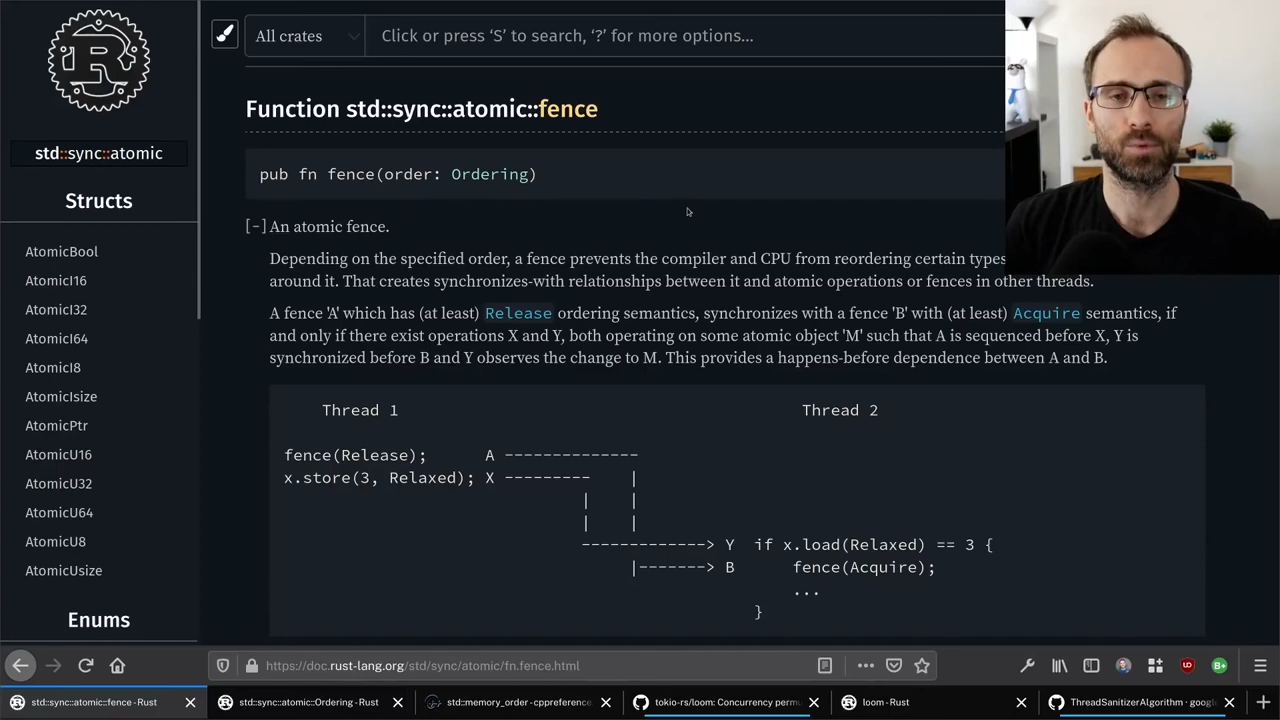 All crates
Click or press ‘S’ to search, ‘?’ for more options…
Function std::sync::atomic::fence
std::sync::atomic
pub fn fence(order: Ordering)
Structs
AtomicBool
AtomicI16
AtomicI32
AtomicI64
AtomicI8
AtomicIsize
AtomicPtr
AtomicU16
AtomicU32
AtomicU64
AtomicU8
AtomicUsize
Enums
[-] An atomic fence.
Depending on the specified order, a fence prevents the compiler and CPU from reordering certain types
around it. That creates synchronizes-with relationships between it and atomic operations or fences in other threads.
A fence 'A' which has (at least) Release ordering semantics, synchronizes with a fence 'B' with (at least) Acquire semantics, if
and only if there exist operations X and Y, both operating on some atomic object 'M' such that A is sequenced before X, Y is
synchronized before B and Y observes the change to M. This provides a happens-before dependence between A and B.
Thread 1 Thread 2
fence(Release); A --------------
x.store(3, Relaxed); X --------- |
| |
| |
-------------> Y if x.load(Relaxed) == 3 {
|-------> B fence(Acquire);
...
}
https://doc.rust-lang.org/std/sync/atomic/fn.fence.html
std::sync::atomic::fence - Rust
std::sync::atomic::Ordering - Rust
std::memory_order - cppreference
tokio-rs/loom: Concurrency permu
loom - Rust
ThreadSanitizerAlgorithm · googl